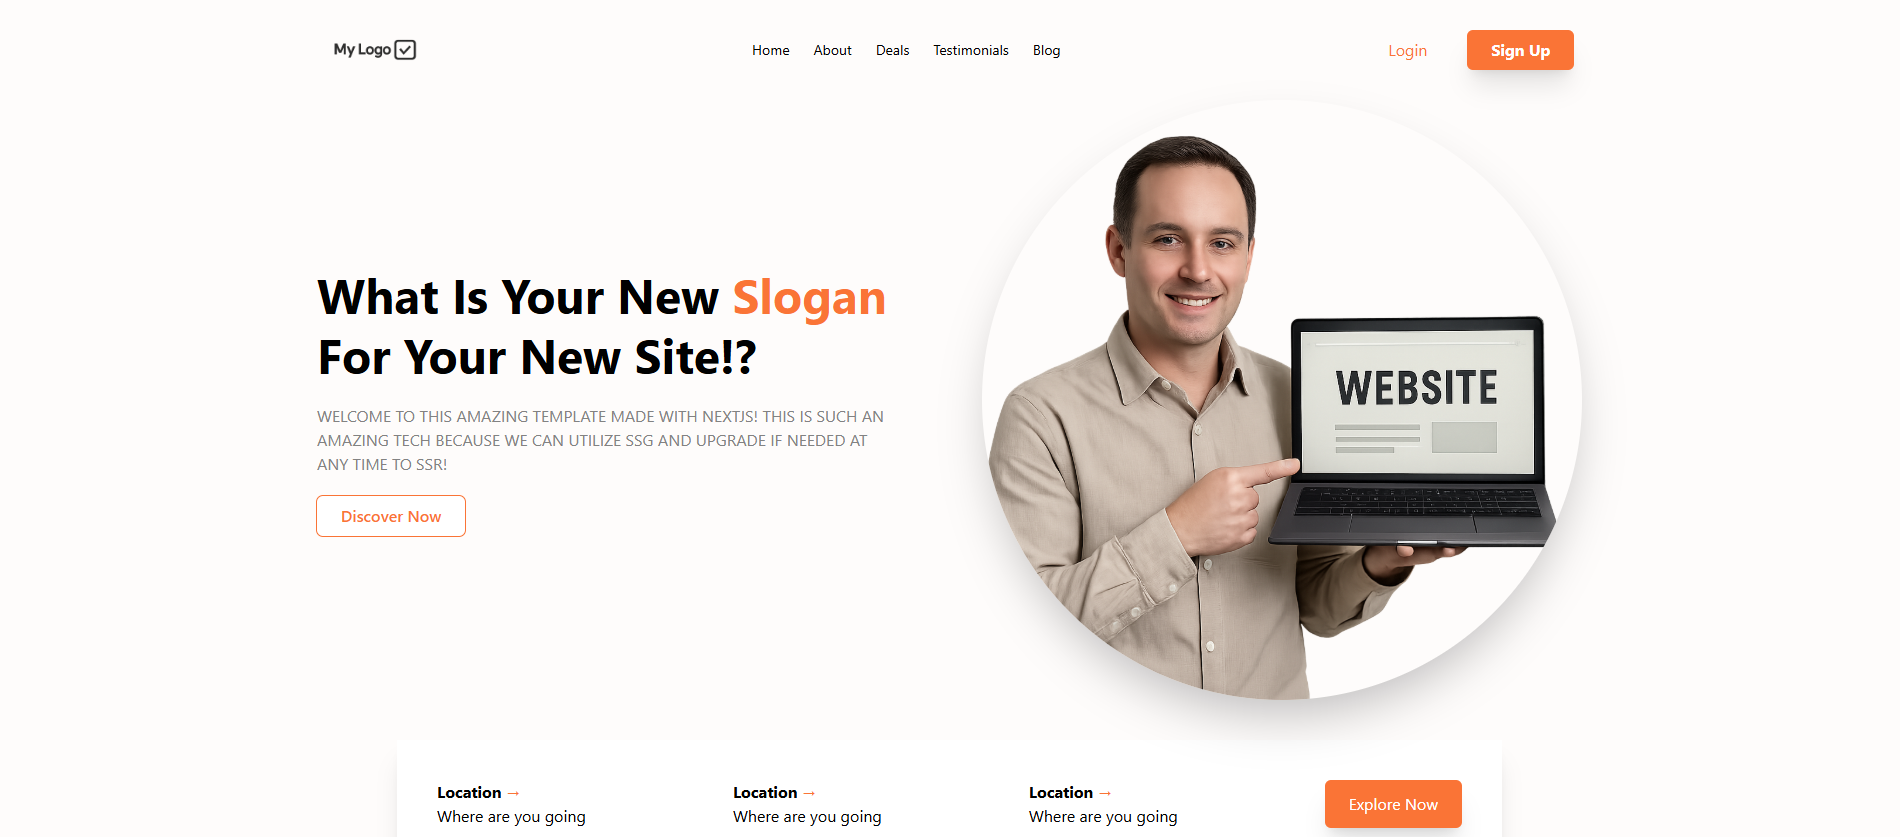 My Logo
Home About Deals Testimonials Blog
Login Sign Up
What Is Your New Slogan
For Your New Site!?
WELCOME TO THIS AMAZING TEMPLATE MADE WITH NEXTJS! THIS IS SUCH AN
AMAZING TECH BECAUSE WE CAN UTILIZE SSG AND UPGRADE IF NEEDED AT
ANY TIME TO SSR!
Discover Now
WEBSITE
Location → Location → Location →
Where are you going Where are you going Where are you going
Explore Now